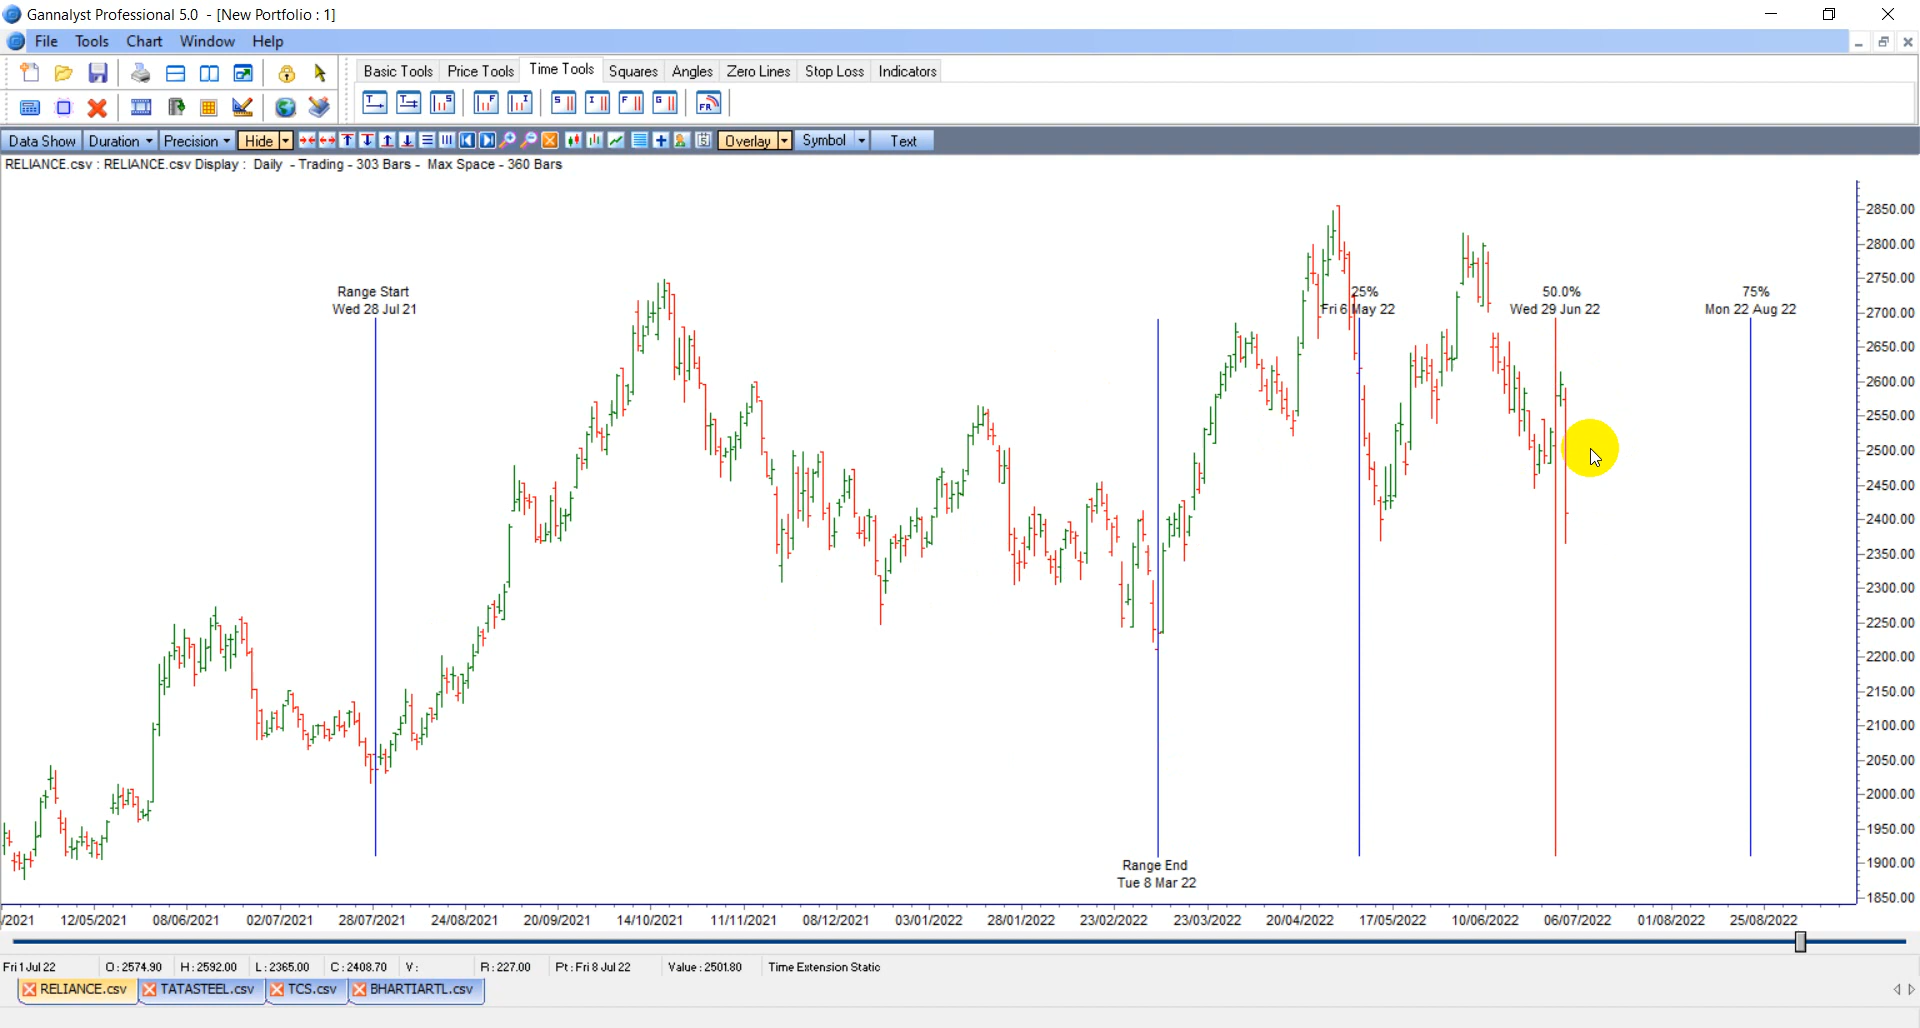 Gannalyst Professional 5.0 - [New Portfolio : 1]
File Tools Chart Window Help
Basic Tools Price Tools Time Tools Squares Angles Zero Lines Stop Loss Indicators
Data Show Duration Precision Hide Overlay Symbol Text
RELIANCE.csv : RELIANCE.csv Display : Daily - Trading - 303 Bars - Max Space - 360 Bars
2850.00
2800.00
2750.00
2700.00
2650.00
2600.00
2550.00
2500.00
2450.00
2400.00
2350.00
2300.00
2250.00
2200.00
2150.00
2100.00
2050.00
2000.00
1950.00
1900.00
1850.00
Range Start
Wed 28 Jul 21
25%
Fri 6 May 22
50.0%
Wed 29 Jun 22
75%
Mon 22 Aug 22
Range End
Tue 8 Mar 22
/2021 12/05/2021 08/06/2021 02/07/2021 28/07/2021 24/08/2021 20/09/2021 14/10/2021 11/11/2021 08/12/2021 03/01/2022 28/01/2022 23/02/2022 23/03/2022 20/04/2022 17/05/2022 10/06/2022 06/07/2022 01/08/2022 25/08/2022
Fri 1 Jul 22 O : 2574.90 H : 2592.00 L : 2365.00 C : 2408.70 V : R : 227.00 Pt : Fri 8 Jul 22 Value : 2501.80 Time Extension Static
RELIANCE.csv TATASTEEL.csv TCS.csv BHARTIARTL.csv